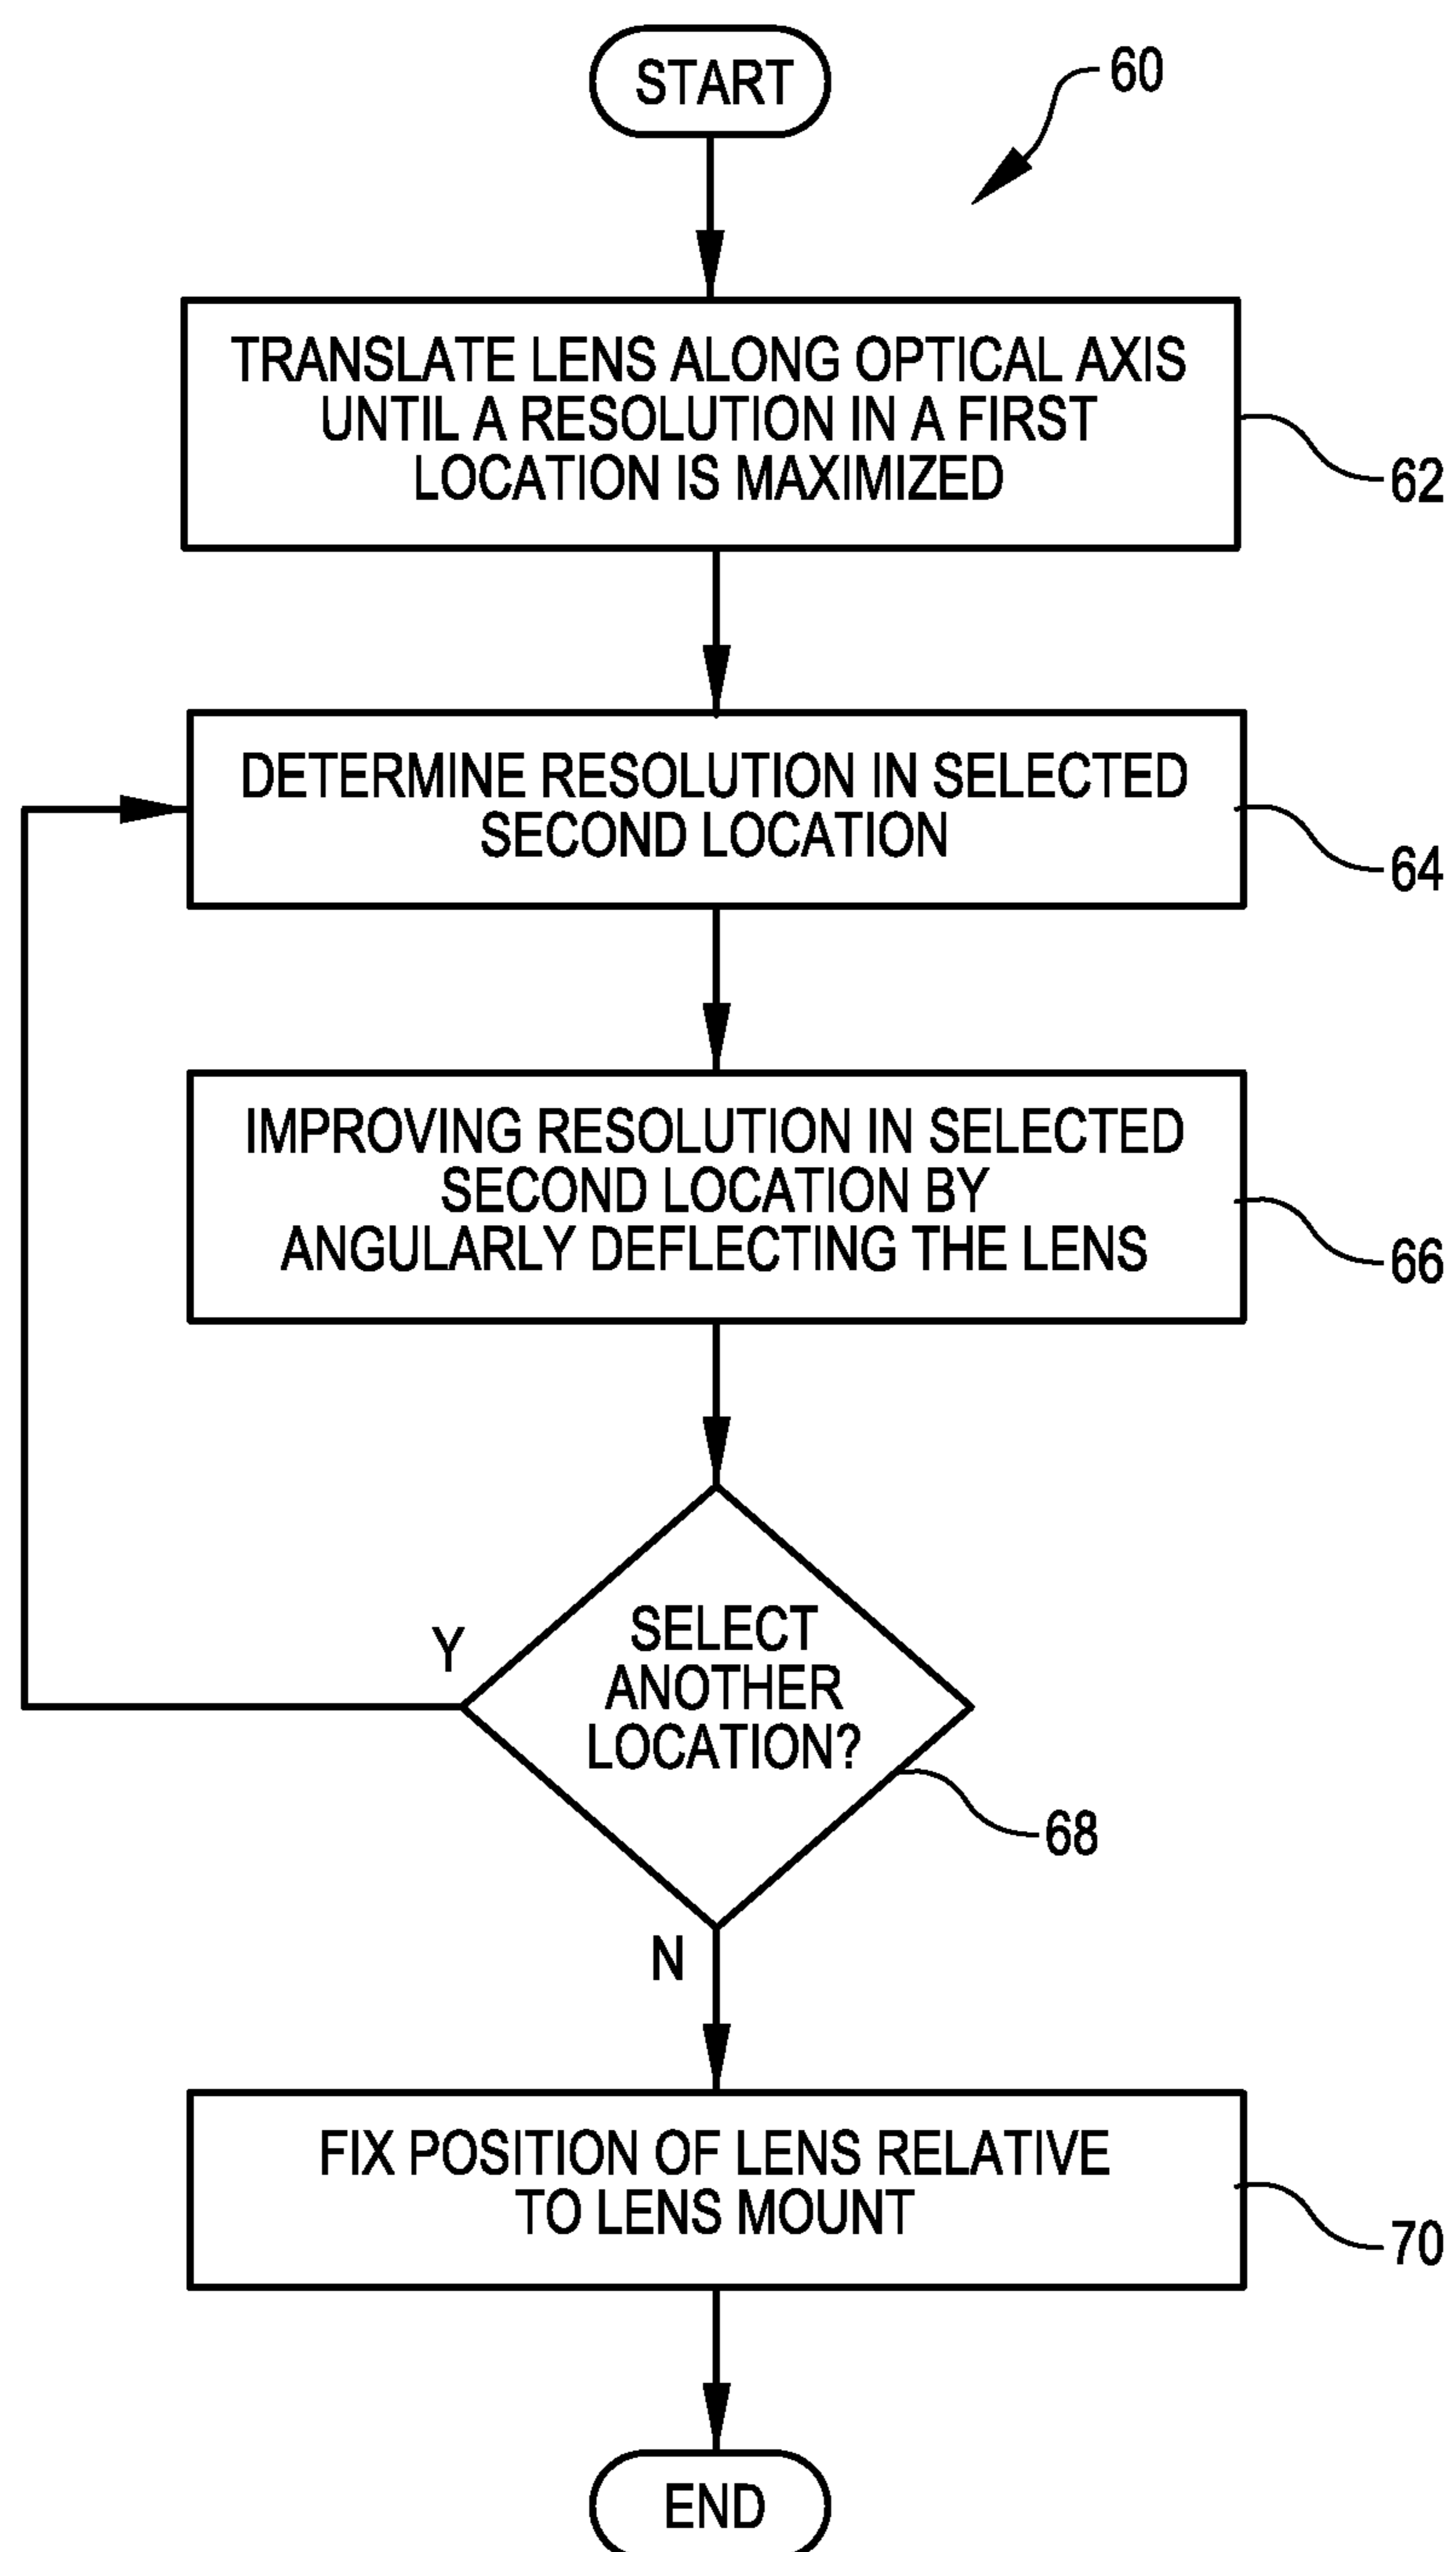 START
60
TRANSLATE LENS ALONG OPTICAL AXIS
UNTIL A RESOLUTION IN A FIRST
LOCATION IS MAXIMIZED
62
DETERMINE RESOLUTION IN SELECTED
SECOND LOCATION
64
IMPROVING RESOLUTION IN SELECTED
SECOND LOCATION BY
ANGULARLY DEFLECTING THE LENS
66
Y
SELECT
ANOTHER
LOCATION?
68
N
FIX POSITION OF LENS RELATIVE
TO LENS MOUNT
70
END